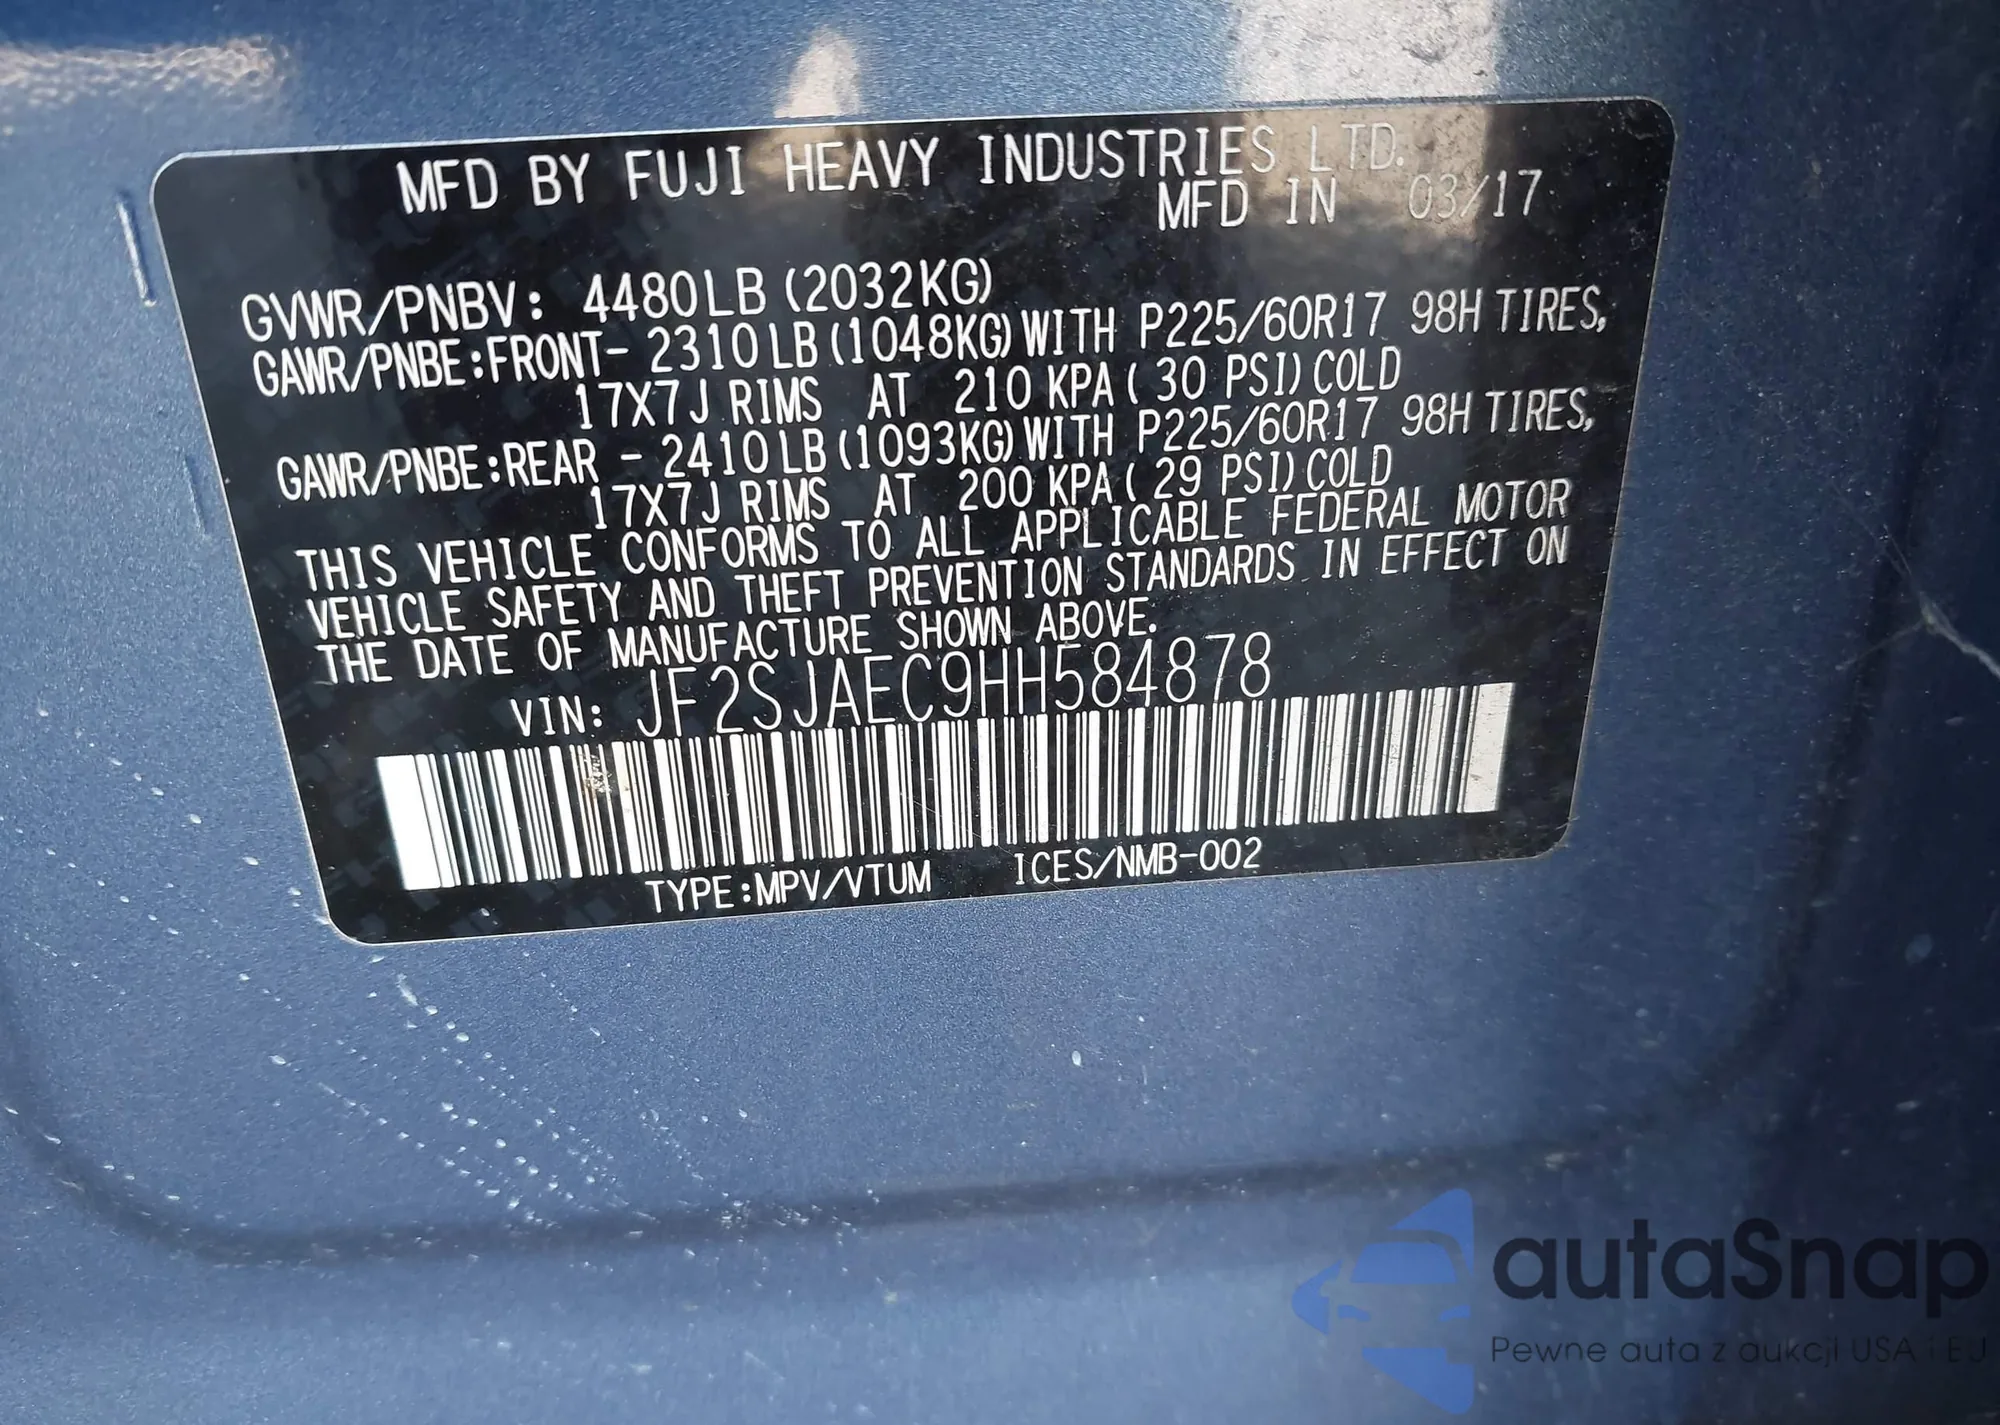 MFD BY FUJI HEAVY INDUSTRIES LTD.
MFD IN 03/17
GVWR/PNBV: 4480LB (2032KG)
GAWR/PNBE:FRONT- 2310LB(1048KG)WITH P225/60R17 98H TIRES,
17X7J RIMS AT 210 KPA ( 30 PSI)COLD
GAWR/PNBE:REAR - 2410LB(1093KG)WITH P225/60R17 98H TIRES,
17X7J RIMS AT 200 KPA ( 29 PSI)COLD
THIS VEHICLE CONFORMS TO ALL APPLICABLE FEDERAL MOTOR
VEHICLE SAFETY AND THEFT PREVENTION STANDARDS IN EFFECT ON
THE DATE OF MANUFACTURE SHOWN ABOVE.
VIN: JF2SJAEC9HH584878
TYPE:MPV/VTUM ICES/NMB-002
autaSnap
Pewne auta z aukcji USA i EJ